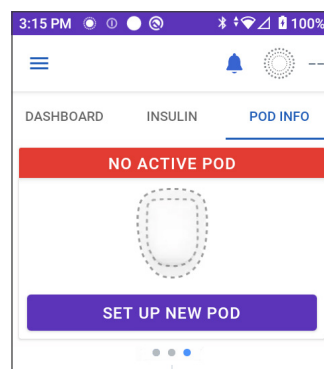 3:15 PM 100%
--
DASHBOARD INSULIN POD INFO
NO ACTIVE POD
SET UP NEW POD